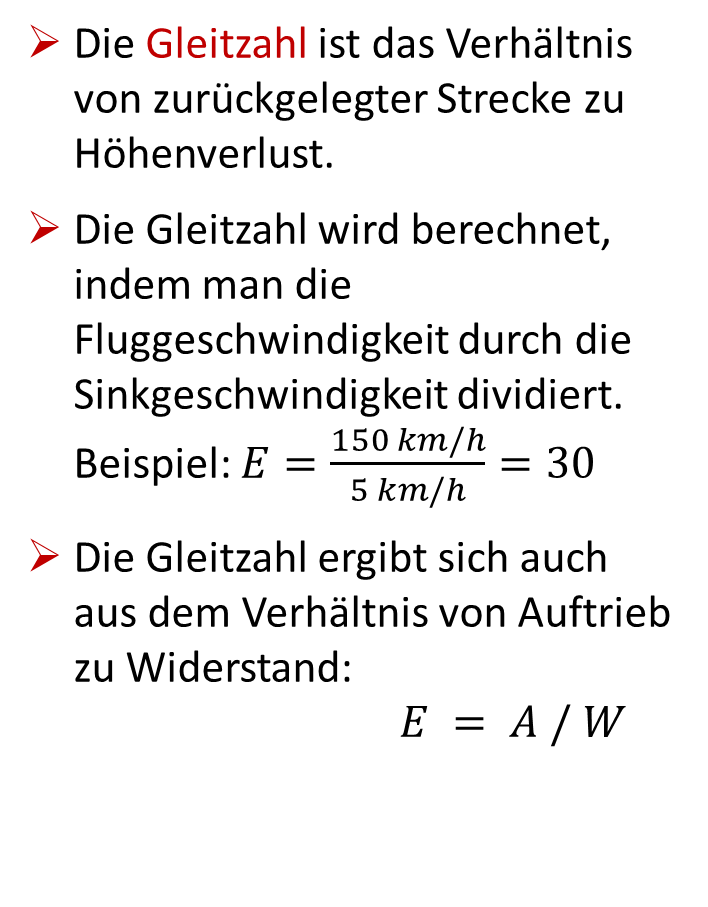 ➢ Die Gleitzahl ist das Verhältnis
von zurückgelegter Strecke zu
Höhenverlust.
➢ Die Gleitzahl wird berechnet,
indem man die
Fluggeschwindigkeit durch die
Sinkgeschwindigkeit dividiert.
Beispiel: E = 150 km/h / 5 km/h = 30
➢ Die Gleitzahl ergibt sich auch
aus dem Verhältnis von Auftrieb
zu Widerstand:
E = A / W